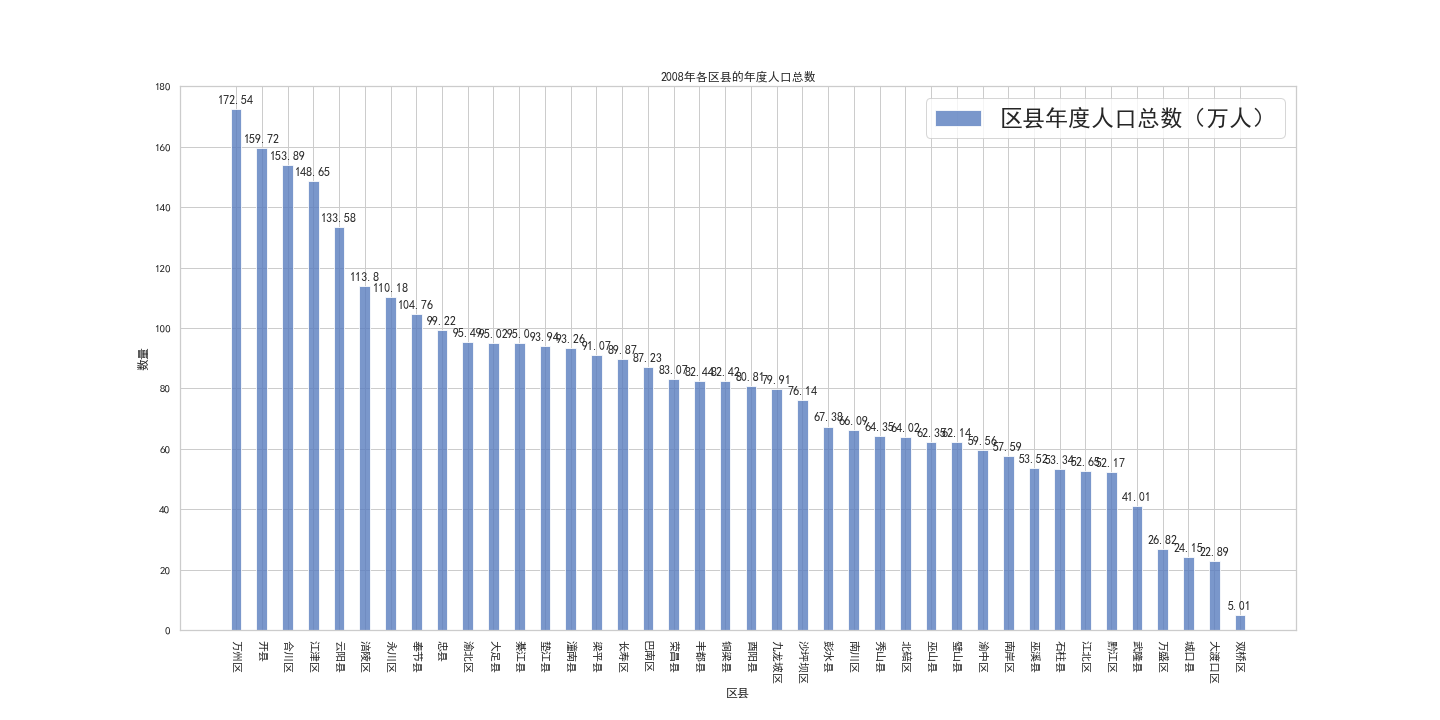 2008年各区县的年度人口总数
区县年度人口总数（万人）
数量
180
160
140
120
100
80
60
40
20
0
172.54
159.72
153.89
148.65
133.58
113.8
110.18
104.76
99.22
95.49
95.02
95.0
93.94
93.26
91.07
89.87
87.23
83.07
82.44
82.42
80.81
79.91
76.14
67.38
66.09
64.35
64.02
62.35
62.14
59.56
57.59
53.52
53.34
52.65
52.17
41.01
26.82
24.15
22.89
5.01
万州区
开县
合川区
江津区
云阳县
涪陵区
永川区
奉节县
忠县
渝北区
大足县
綦江县
垫江县
潼南县
梁平县
长寿区
巴南区
荣昌县
丰都县
铜梁县
酉阳县
九龙坡区
沙坪坝区
彭水县
南川区
秀山县
北碚区
巫山县
璧山县
渝中区
南岸区
巫溪县
石柱县
江北区
黔江区
武隆县
万盛区
城口县
大渡口区
双桥区
区县